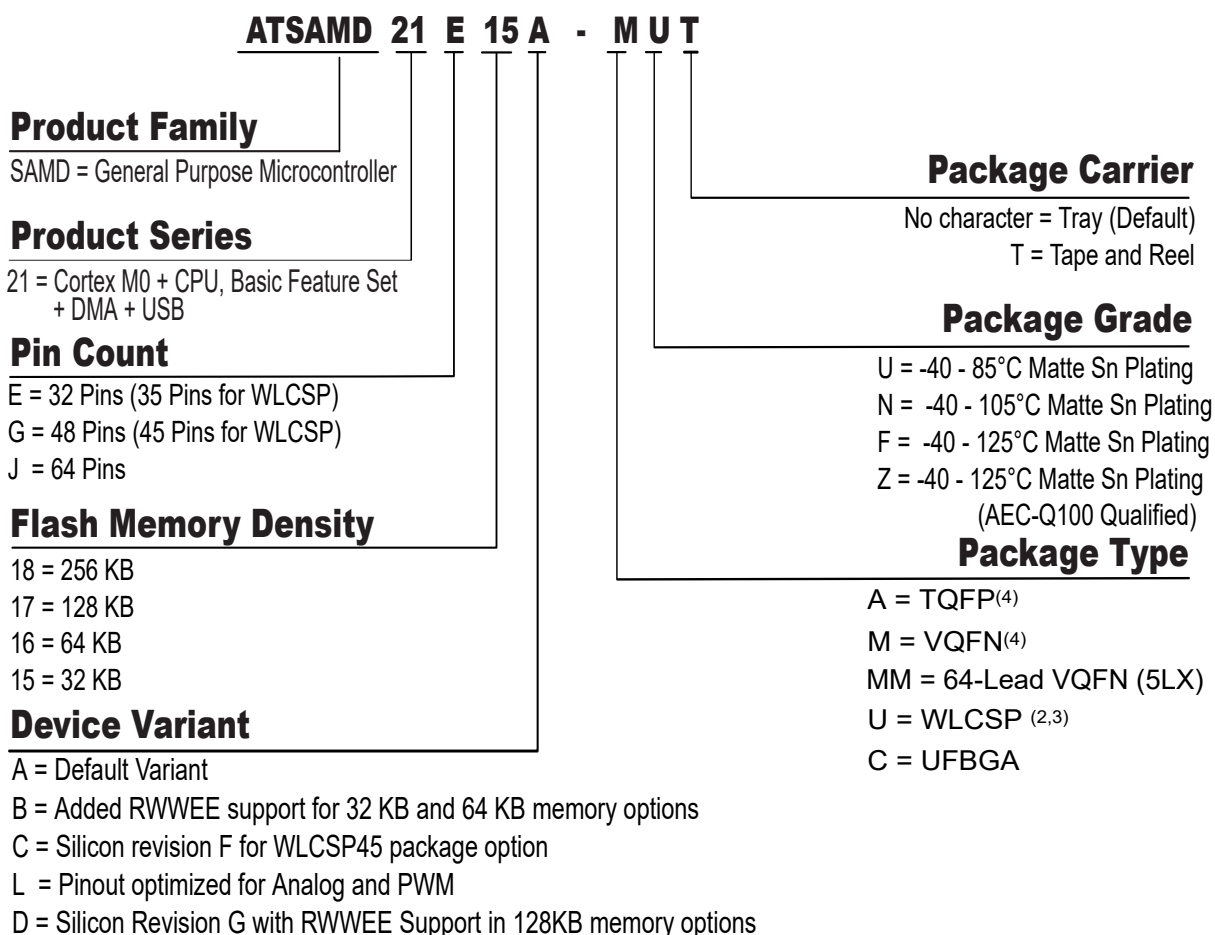 ATSAMD 21 E 15 A - M U T
Product Family
SAMD = General Purpose Microcontroller
Product Series
21 = Cortex M0 + CPU, Basic Feature Set
+ DMA + USB
Pin Count
E = 32 Pins (35 Pins for WLCSP)
G = 48 Pins (45 Pins for WLCSP)
J = 64 Pins
Flash Memory Density
18 = 256 KB
17 = 128 KB
16 = 64 KB
15 = 32 KB
Device Variant
A = Default Variant
B = Added RWWEE support for 32 KB and 64 KB memory options
C = Silicon revision F for WLCSP45 package option
L = Pinout optimized for Analog and PWM
D = Silicon Revision G with RWWEE Support in 128KB memory options
Package Carrier
No character = Tray (Default)
T = Tape and Reel
Package Grade
U = -40 - 85°C Matte Sn Plating
N = -40 - 105°C Matte Sn Plating
F = -40 - 125°C Matte Sn Plating
Z = -40 - 125°C Matte Sn Plating
(AEC-Q100 Qualified)
Package Type
A = TQFP(4)
M = VQFN(4)
MM = 64-Lead VQFN (5LX)
U = WLCSP (2,3)
C = UFBGA